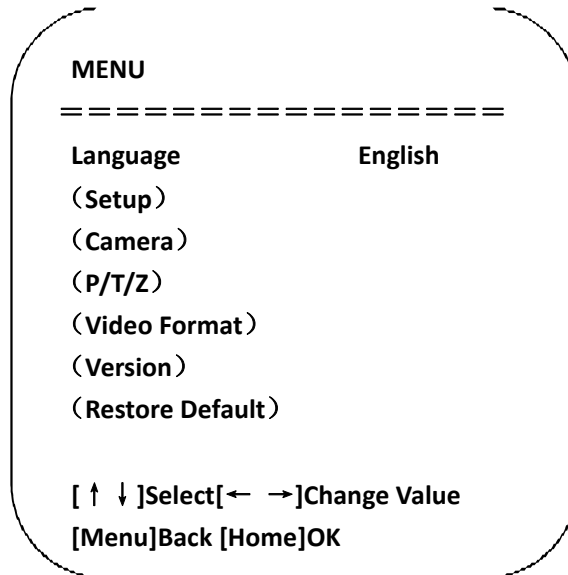 MENU
= = = = = = = = = = = = = = = =
Language English
（Setup）
（Camera）
（P/T/Z）
（Video Format）
（Version）
（Restore Default）
[ ↑ ↓ ]Select[← →]Change Value
[Menu]Back [Home]OK